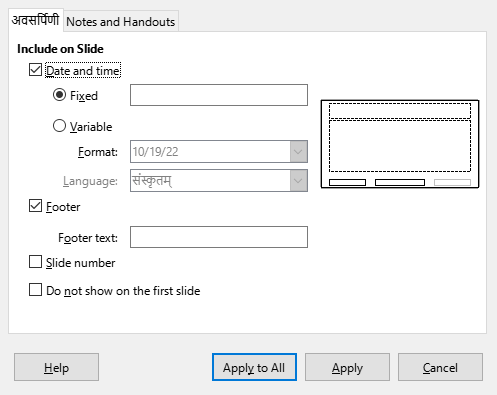 अवसर्पिणी Notes and Handouts
Include on Slide
Date and time
Fixed
Variable
Format: 10/19/22
Language: संस्कृतम्
Footer
Footer text:
Slide number
Do not show on the first slide
Help Apply to All Apply Cancel